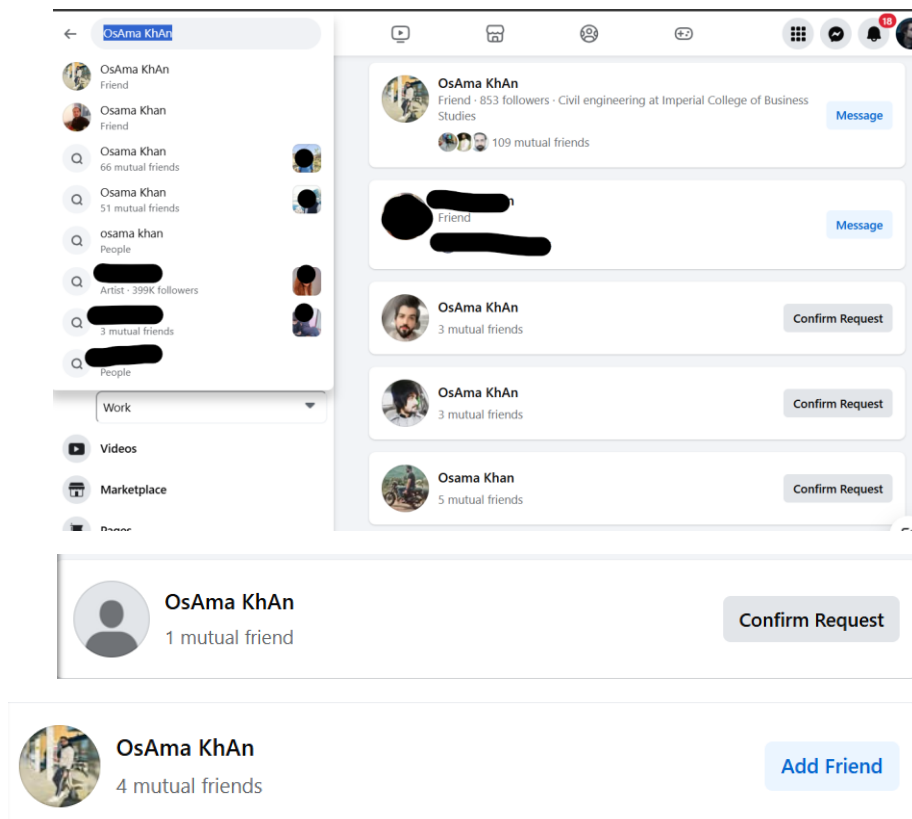 OsAma KhAn
OsAma KhAn
Friend
Osama Khan
Friend
Osama Khan
66 mutual friends
Osama Khan
51 mutual friends
osama khan
People
Artist · 399K followers
3 mutual friends
People
Work
Videos
Marketplace
18
OsAma KhAn
Friend · 853 followers · Civil engineering at Imperial College of Business
Studies
109 mutual friends
Message
Friend
Message
OsAma KhAn
3 mutual friends
Confirm Request
OsAma KhAn
3 mutual friends
Confirm Request
Osama Khan
5 mutual friends
Confirm Request
OsAma KhAn
1 mutual friend
Confirm Request
OsAma KhAn
4 mutual friends
Add Friend